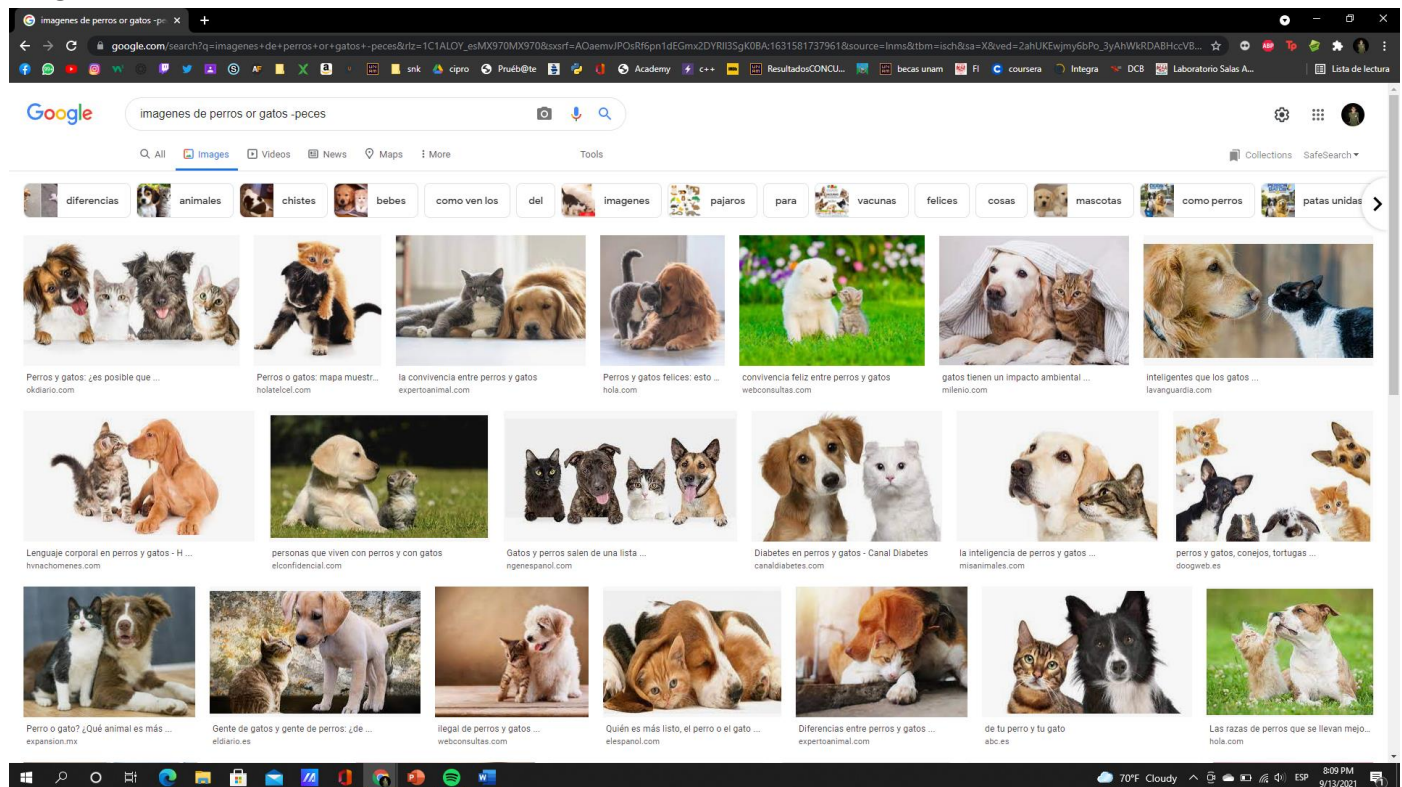 imagenes de perros or gatos -pe
google.com/search?q=imagenes+de+perros+or+gatos+-peces&rlz=1C1ALOY_esMX970MX970&sxsrf=AOaemvJPOsRf6pn1dEGmx2DYRlI3SgK0BA:1631581737961&source=lnms&tbm=isch&sa=X&ved=2ahUKEwjmy6bPo_3yAhWkRDABHccVB...
snk cipro Pruéb@te Academy c++ ResultadosCONCU... becas unam FI coursera Integra DCB Laboratorio Salas A... Lista de lectura
Google imagenes de perros or gatos -peces
All Images Videos News Maps More Tools Collections SafeSearch
diferencias animales chistes bebes como ven los del imagenes pajaros para vacunas felices cosas mascotas como perros patas unidas
Perros y gatos: ¿es posible que ... Perros o gatos: mapa muestr... la convivencia entre perros y gatos Perros y gatos felices: esto ... convivencia feliz entre perros y gatos gatos tienen un impacto ambiental ... inteligentes que los gatos ...
okdiario.com holatelcel.com expertoanimal.com hola.com webconsultas.com milenio.com lavanguardia.com
Lenguaje corporal en perros y gatos - H ... personas que viven con perros y con gatos Gatos y perros salen de una lista ... Diabetes en perros y gatos - Canal Diabetes la inteligencia de perros y gatos ... perros y gatos, conejos, tortugas ...
hvnachomenes.com elconfidencial.com ngenespanol.com canaldiabetes.com misanimales.com doogweb.es
Perro o gato? ¿Qué animal es más ... Gente de gatos y gente de perros: ¿de ... ilegal de perros y gatos ... Quién es más listo, el perro o el gato ... Diferencias entre perros y gatos ... de tu perro y tu gato Las razas de perros que se llevan mejo...
expansion.mx eldiario.es webconsultas.com elespanol.com expertoanimal.com abc.es hola.com
70°F Cloudy ESP 8:09 PM
9/13/2021